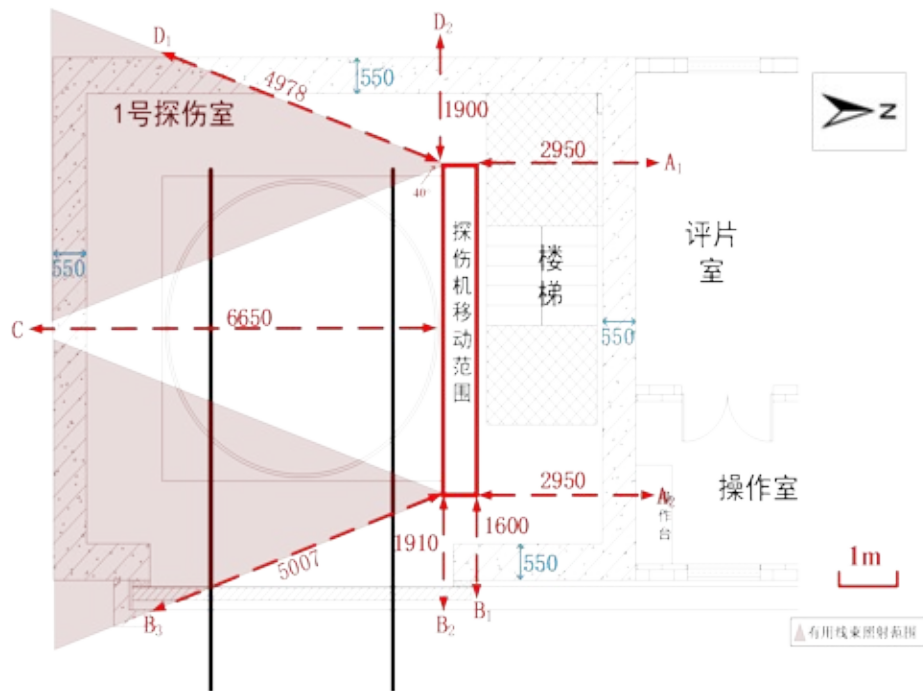 D₁
D₂
550
4978
1900
1号探伤室
N
2950
A₁
40°
探伤机移动范围
楼梯
评片室
550
C
6650
550
2950
A₂
操作室
作台
1910
1600
5007
550
1m
B₃
B₂
B₁
有用线束照射范围